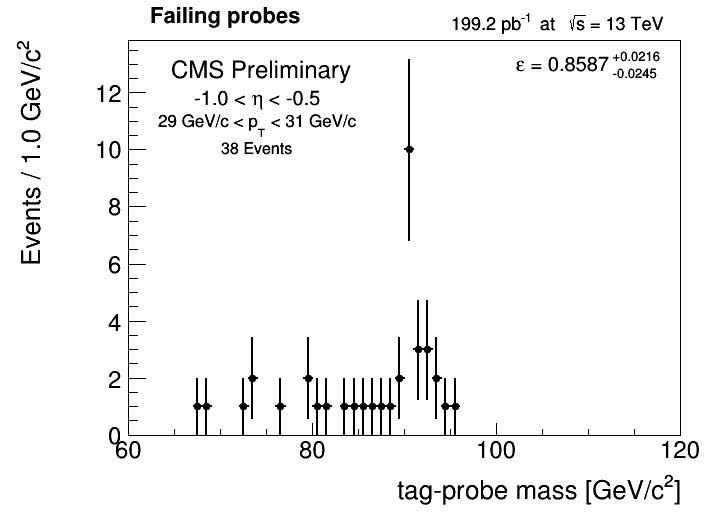 Failing probes
199.2 pb⁻¹ at √s = 13 TeV
CMS Preliminary
-1.0 < η < -0.5
29 GeV/c < p_T < 31 GeV/c
38 Events
ε = 0.8587 +0.0216 -0.0245
Events / 1.0 GeV/c²
12
10
8
6
4
2
0
60 80 100 120
tag-probe mass [GeV/c²]